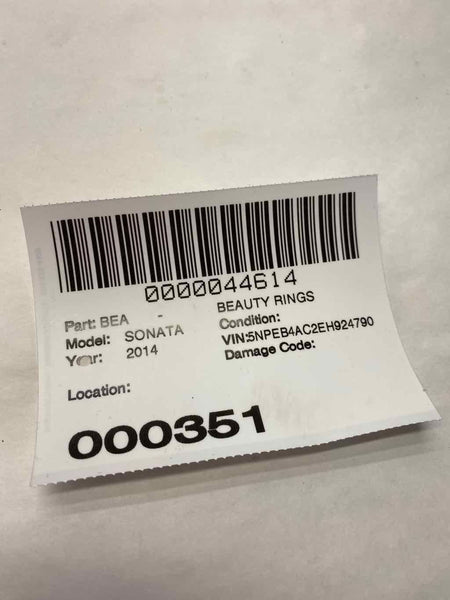 0000044614
Part: BEA - BEAUTY RINGS
Model: SONATA Condition:
Year: 2014 VIN:5NPEB4AC2EH924790
Damage Code:
Location:
000351